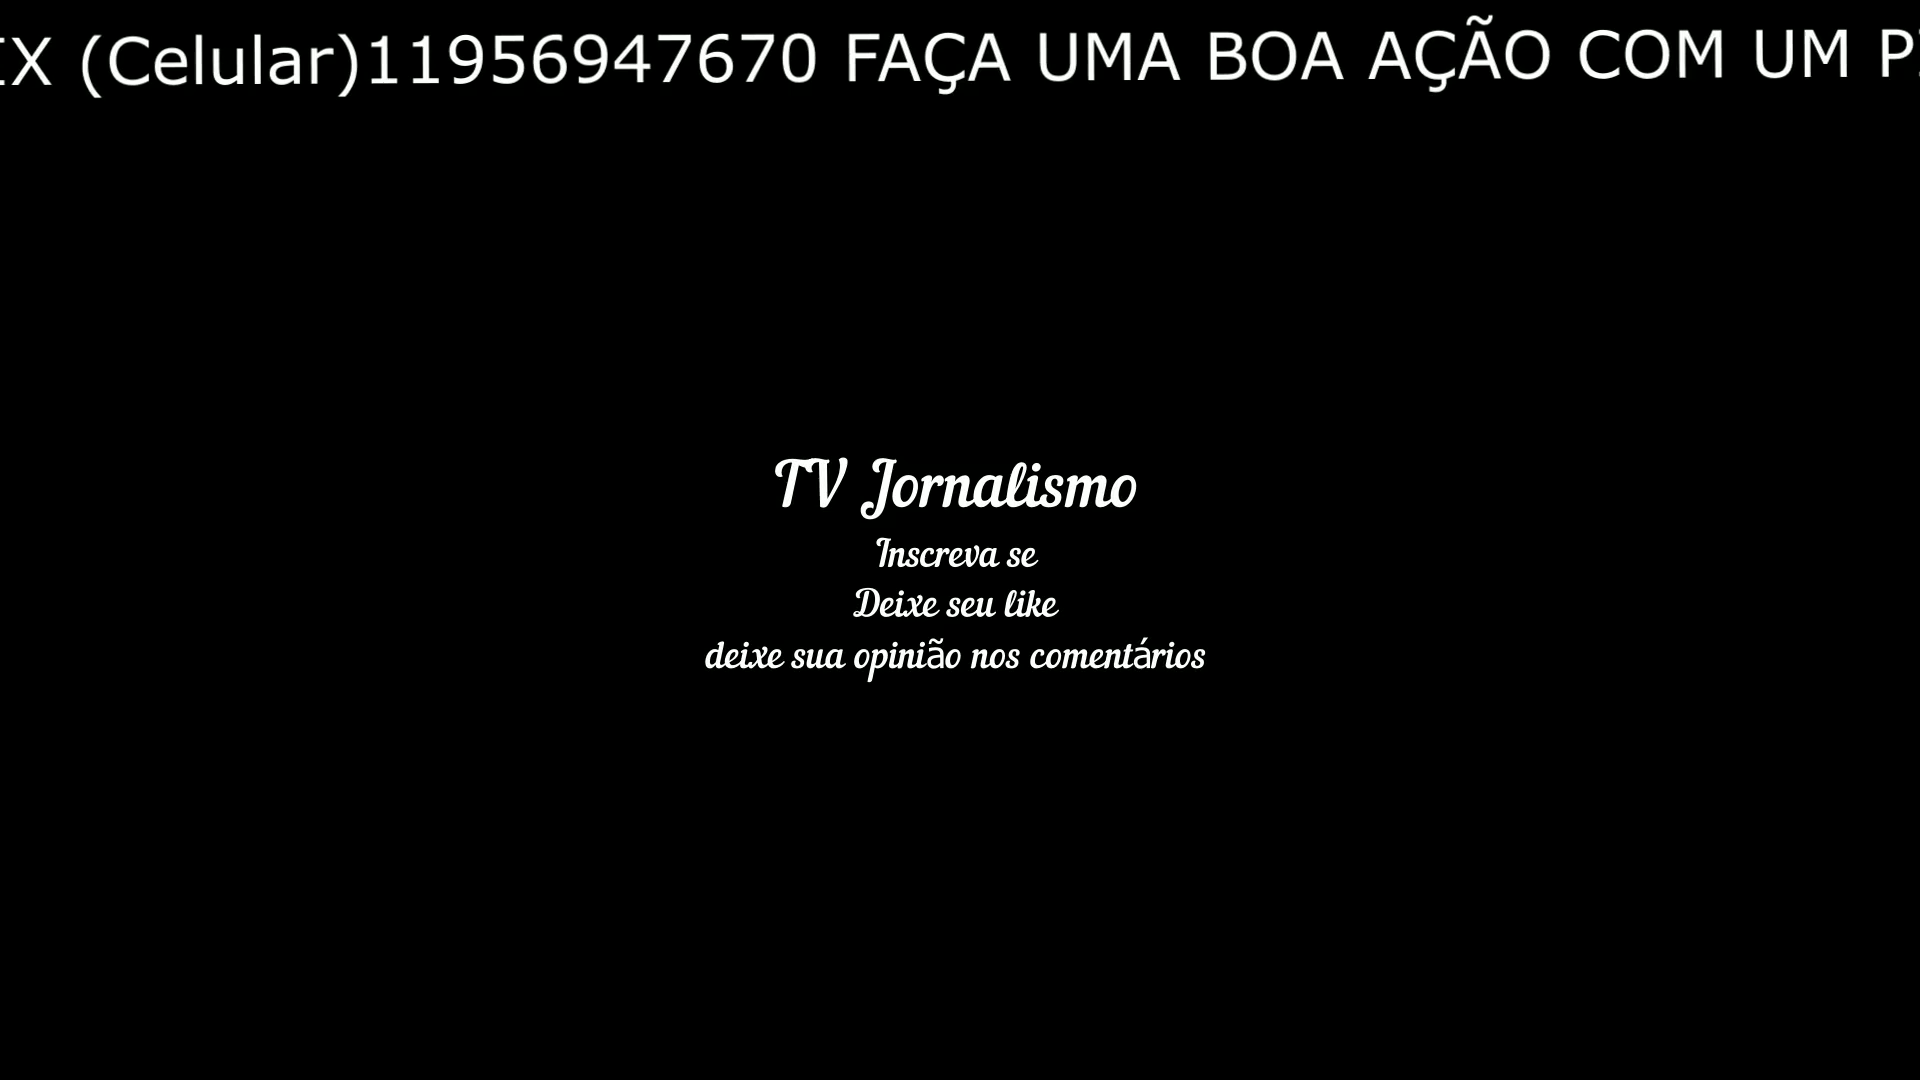 IX (Celular)11956947670 FAÇA UMA BOA AÇÃO COM UM P
TV Jornalismo
Inscreva se
Deixe seu like
deixe sua opinião nos comentários